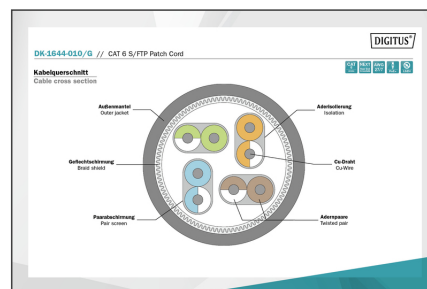 DIGITUS®
DK-1644-010/G // CAT 6 S/FTP Patch Cord
Kabelquerschnitt
Cable cross section
Außenmantel
Outer jacket
Aderisolierung
Isolation
Geflechtschirmung
Braid shield
Cu-Draht
Cu-Wire
Paarabschirmung
Pair screen
Adernpaare
Twisted pair